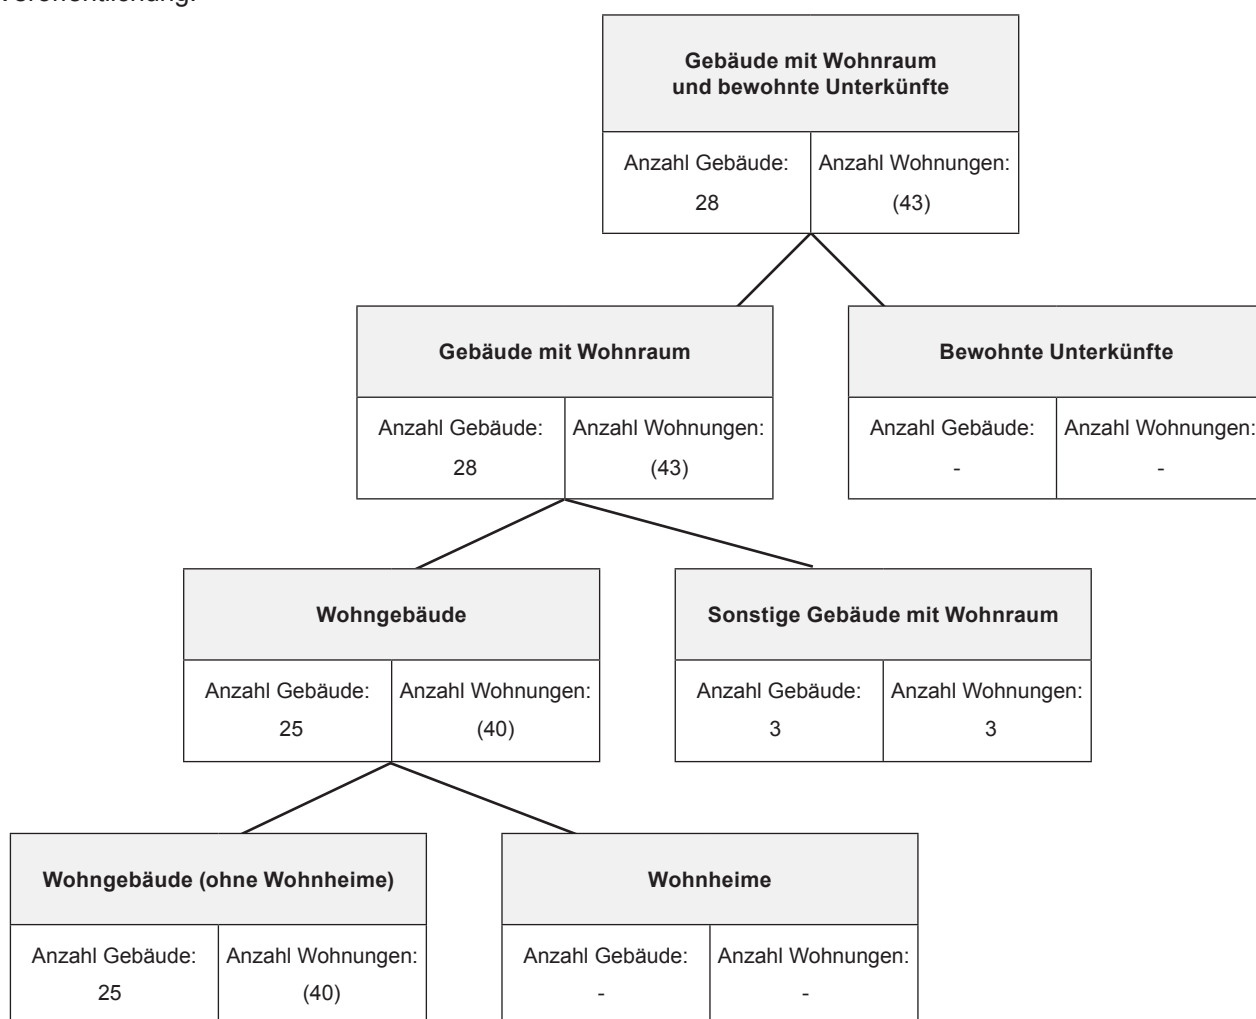 Gebäude mit Wohnraum
und bewohnte Unterkünfte
Anzahl Gebäude: Anzahl Wohnungen:
28 (43)
Gebäude mit Wohnraum Bewohnte Unterkünfte
Anzahl Gebäude: Anzahl Wohnungen: Anzahl Gebäude: Anzahl Wohnungen:
28 (43) - -
Wohngebäude Sonstige Gebäude mit Wohnraum
Anzahl Gebäude: Anzahl Wohnungen: Anzahl Gebäude: Anzahl Wohnungen:
25 (40) 3 3
Wohngebäude (ohne Wohnheime) Wohnheime
Anzahl Gebäude: Anzahl Wohnungen: Anzahl Gebäude: Anzahl Wohnungen:
25 (40) - -